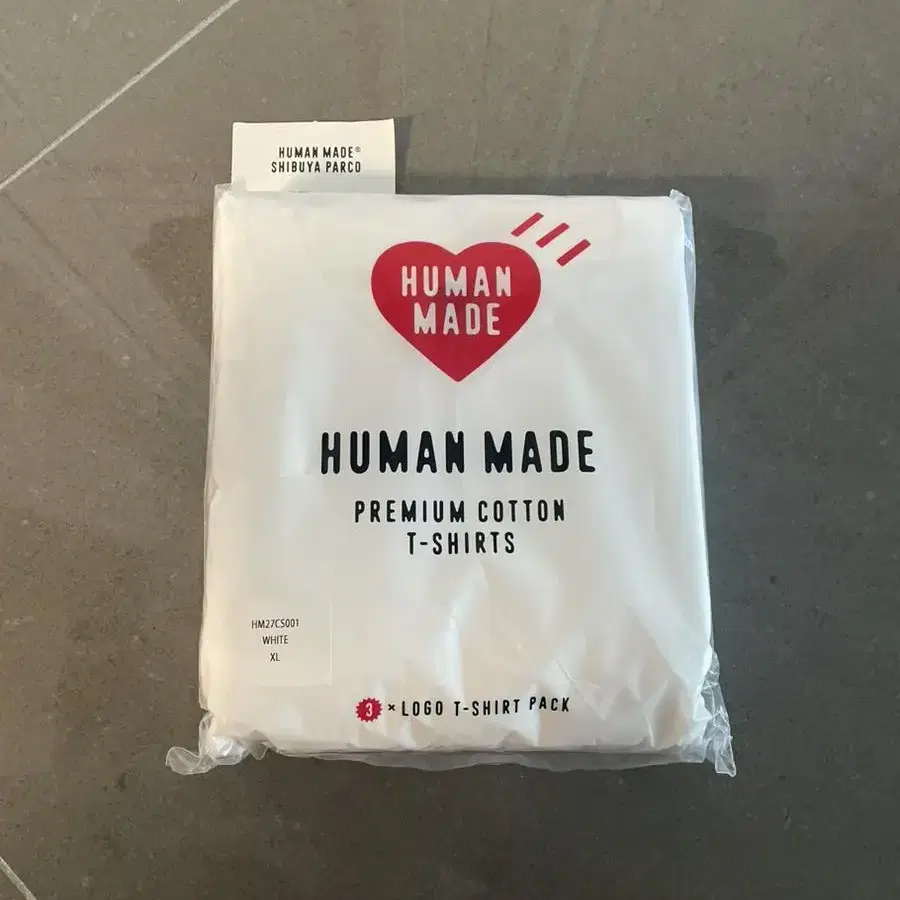 HUMAN MADE®
SHIBUYA PARCO
HUMAN
MADE
HUMAN MADE
PREMIUM COTTON
T-SHIRTS
HM27CS001
WHITE
XL
3 × LOGO T-SHIRT PACK